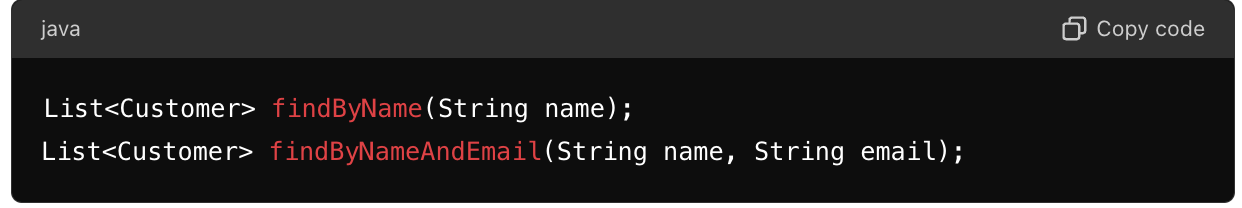 java
Copy code
List<Customer> findByName(String name);
List<Customer> findByNameAndEmail(String name, String email);